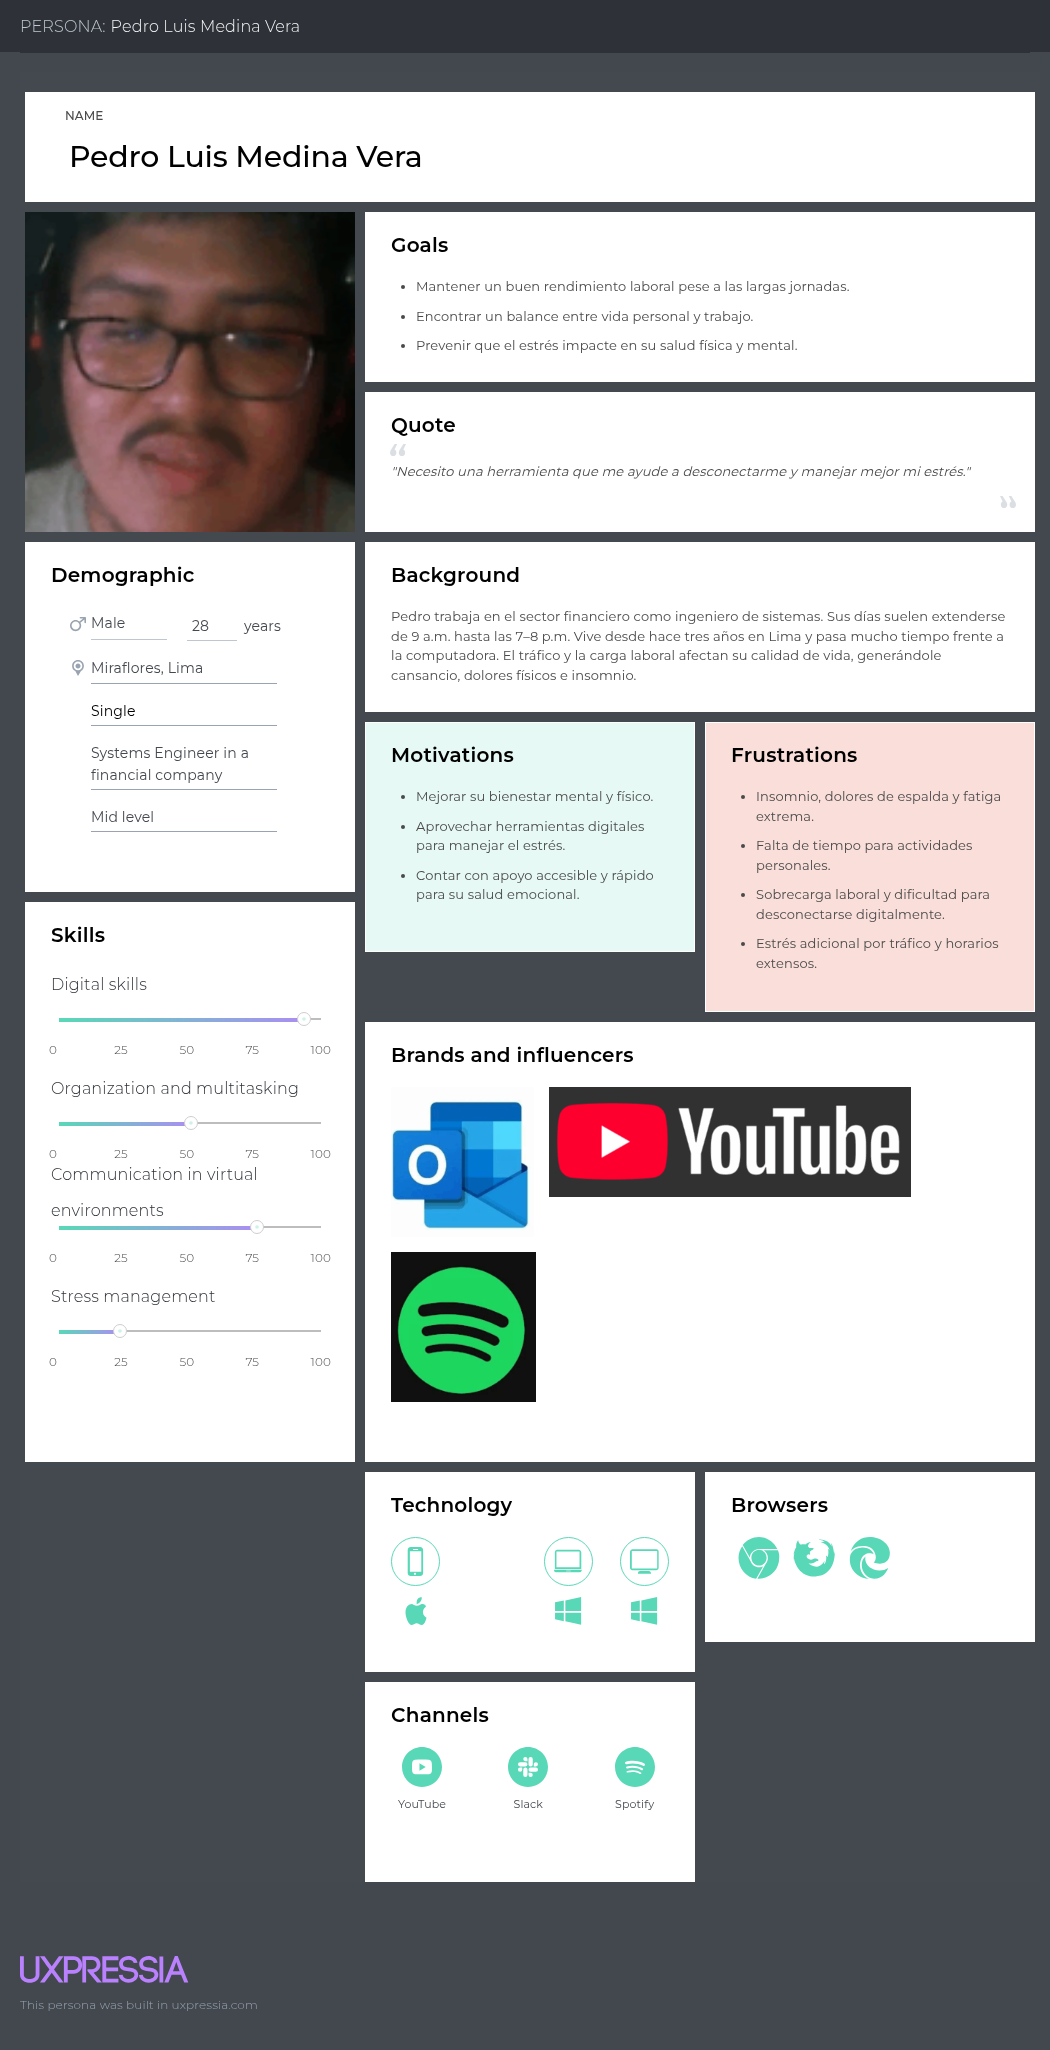 PERSONA: Pedro Luis Medina Vera
NAME
Pedro Luis Medina Vera
Goals
Mantener un buen rendimiento laboral pese a las largas jornadas.
Encontrar un balance entre vida personal y trabajo.
Prevenir que el estrés impacte en su salud física y mental.
Quote
"Necesito una herramienta que me ayude a desconectarme y manejar mejor mi estrés."
Demographic
Male 28 years
Miraflores, Lima
Single
Systems Engineer in a
financial company
Mid level
Background
Pedro trabaja en el sector financiero como ingeniero de sistemas. Sus días suelen extenderse
de 9 a.m. hasta las 7–8 p.m. Vive desde hace tres años en Lima y pasa mucho tiempo frente a
la computadora. El tráfico y la carga laboral afectan su calidad de vida, generándole
cansancio, dolores físicos e insomnio.
Motivations
Mejorar su bienestar mental y físico.
Aprovechar herramientas digitales
para manejar el estrés.
Contar con apoyo accesible y rápido
para su salud emocional.
Frustrations
Insomnio, dolores de espalda y fatiga
extrema.
Falta de tiempo para actividades
personales.
Sobrecarga laboral y dificultad para
desconectarse digitalmente.
Estrés adicional por tráfico y horarios
extensos.
Skills
Digital skills
0 25 50 75 100
Organization and multitasking
0 25 50 75 100
Communication in virtual
environments
0 25 50 75 100
Stress management
0 25 50 75 100
Brands and influencers
O
YouTube
Technology
Browsers
Channels
YouTube
Slack
Spotify
UXPRESSIA
This persona was built in uxpressia.com